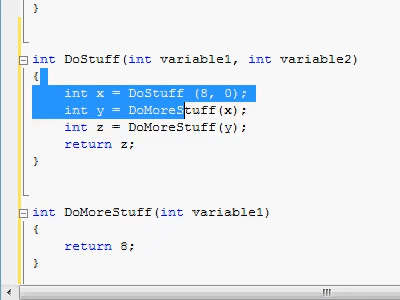 }
int DoStuff(int variable1, int variable2)
{
int x = DoStuff (8, 0);
int y = DoMoreStuff(x);
int z = DoMoreStuff(y);
return z;
}
int DoMoreStuff(int variable1)
{
return 8;
}